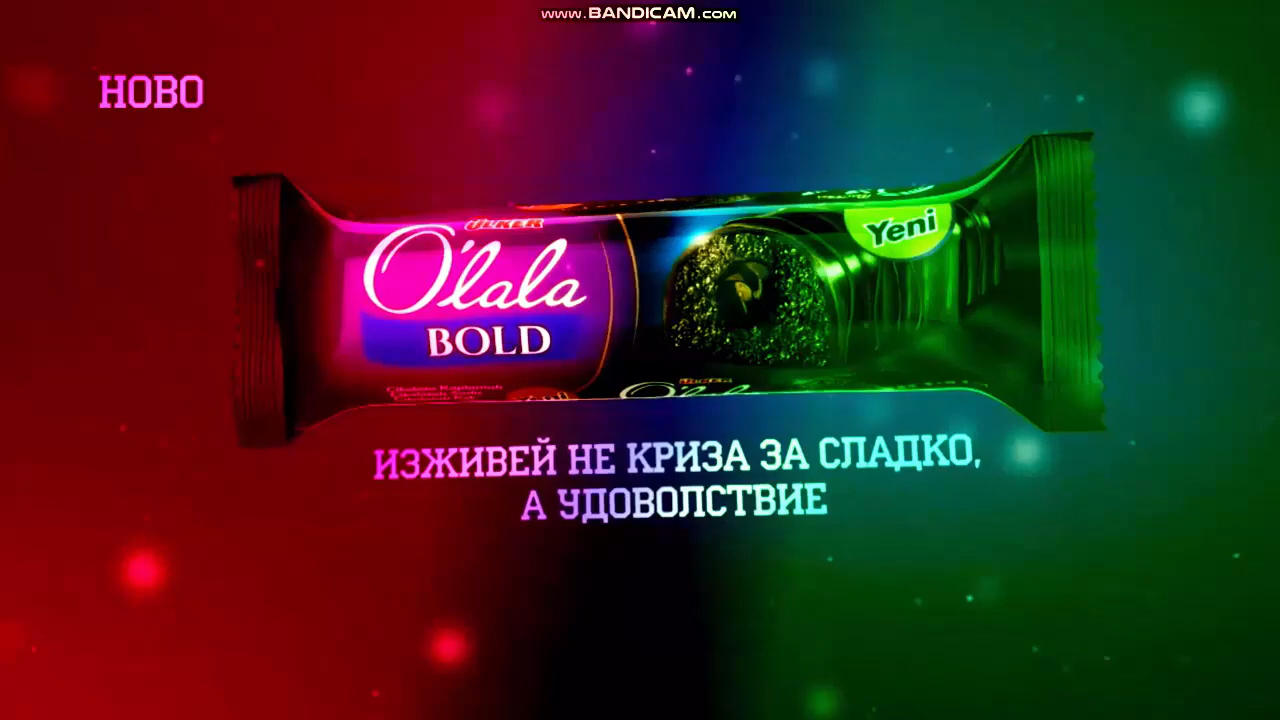 www.BANDICAM.com
НОВО
ÜLKER
O'lala
BOLD
Yeni
ИЗЖИВЕЙ НЕ КРИЗА ЗА СЛАДКО,
А УДОВОЛСТВИЕ